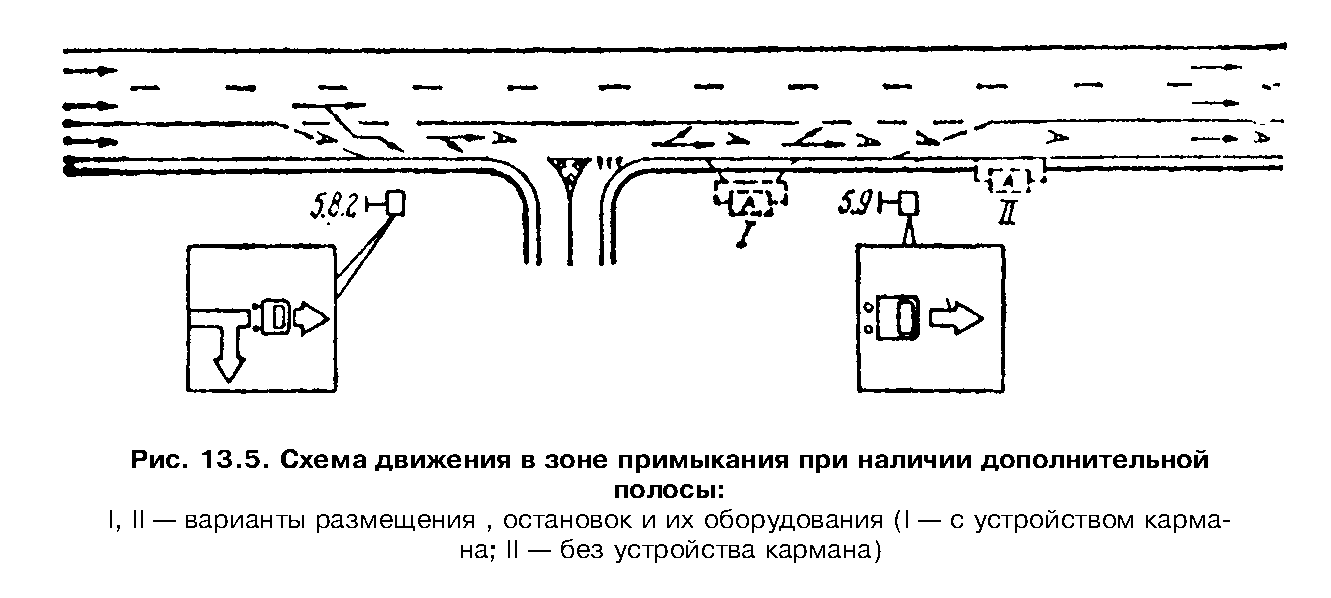 А
А
А
А
А
А
А
5.8.2
А
I
5.9
А
II
Рис. 13.5. Схема движения в зоне примыкания при наличии дополнительной
полосы:
I, II — варианты размещения , остановок и их оборудования (I — с устройством карма-
на; II — без устройства кармана)